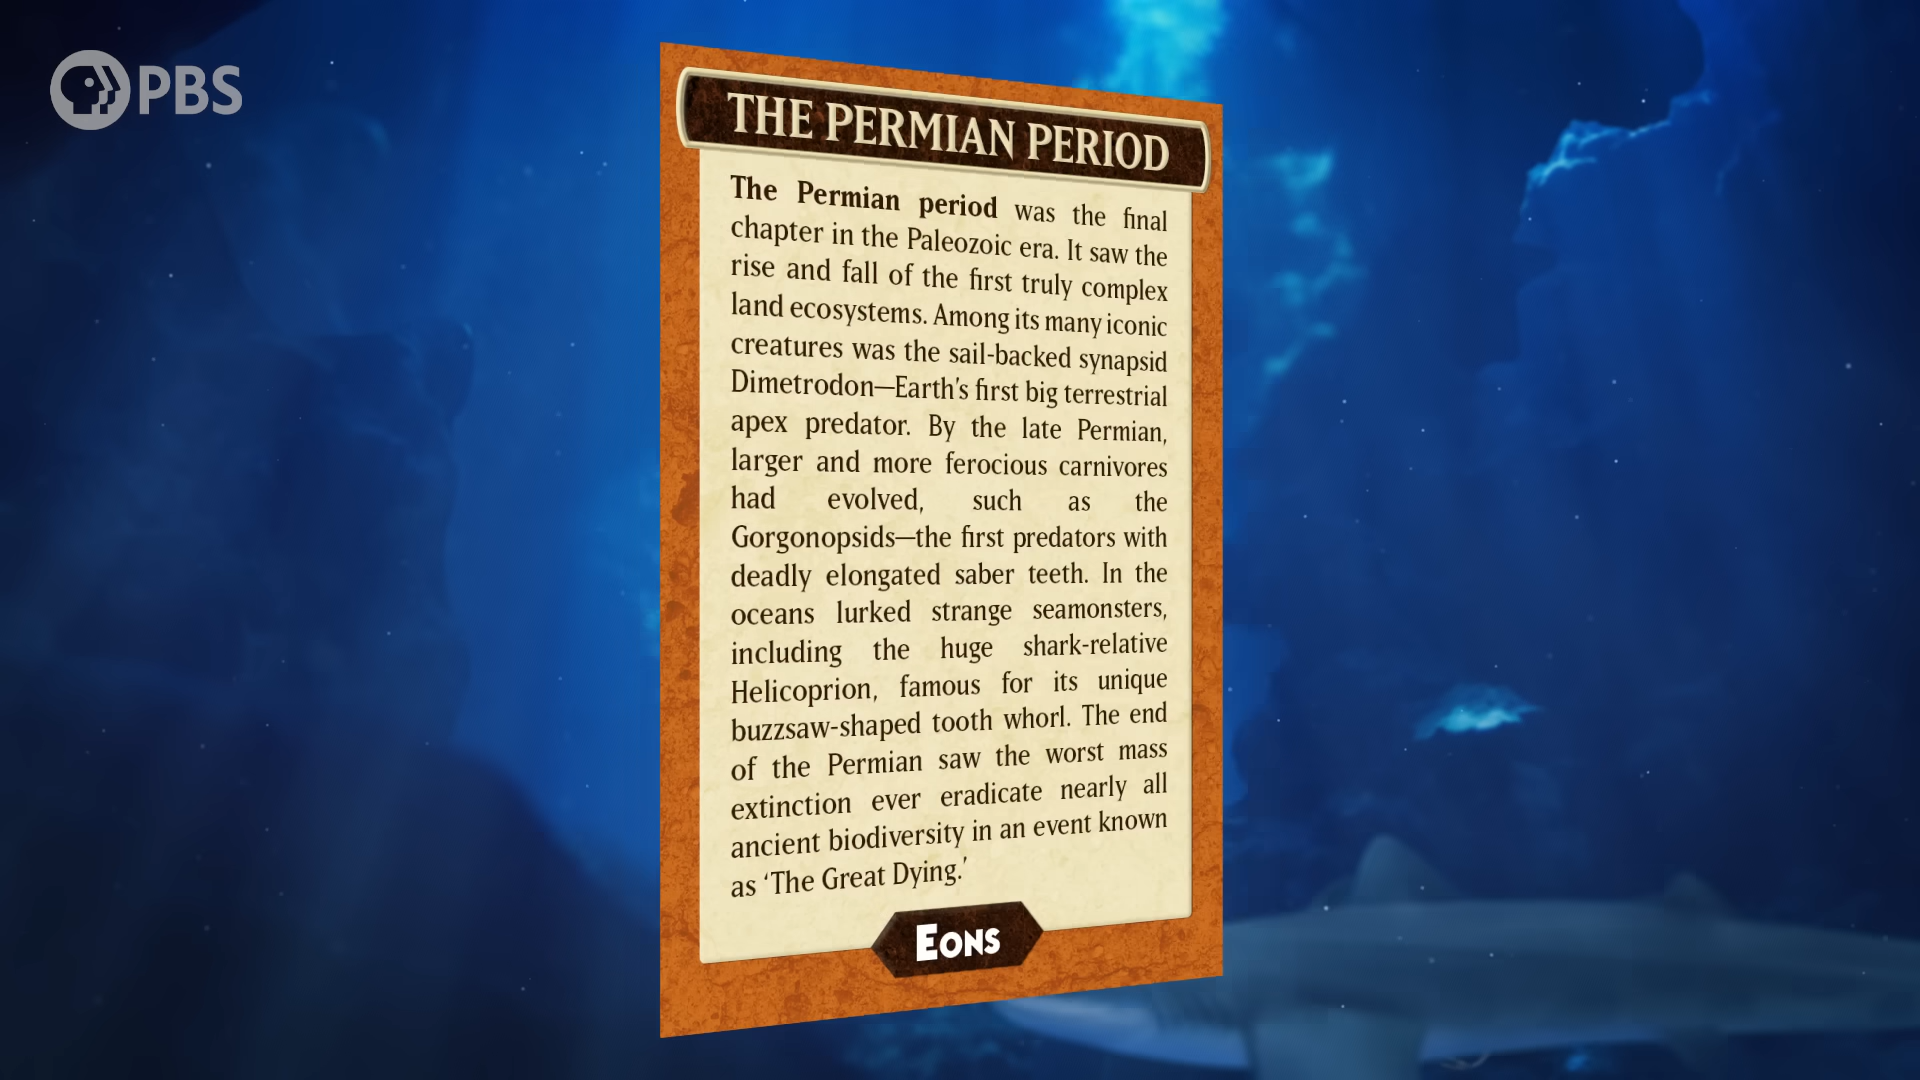 PBS
THE PERMIAN PERIOD
The Permian period was the final
chapter in the Paleozoic era. It saw the
rise and fall of the first truly complex
land ecosystems. Among its many iconic
creatures was the sail-backed synapsid
Dimetrodon—Earth's first big terrestrial
apex predator. By the late Permian,
larger and more ferocious carnivores
had evolved, such as the
Gorgonopsids—the first predators with
deadly elongated saber teeth. In the
oceans lurked strange seamonsters,
including the huge shark-relative
Helicoprion, famous for its unique
buzzsaw-shaped tooth whorl. The end
of the Permian saw the worst mass
extinction ever eradicate nearly all
ancient biodiversity in an event known
as ‘The Great Dying.’
EONS